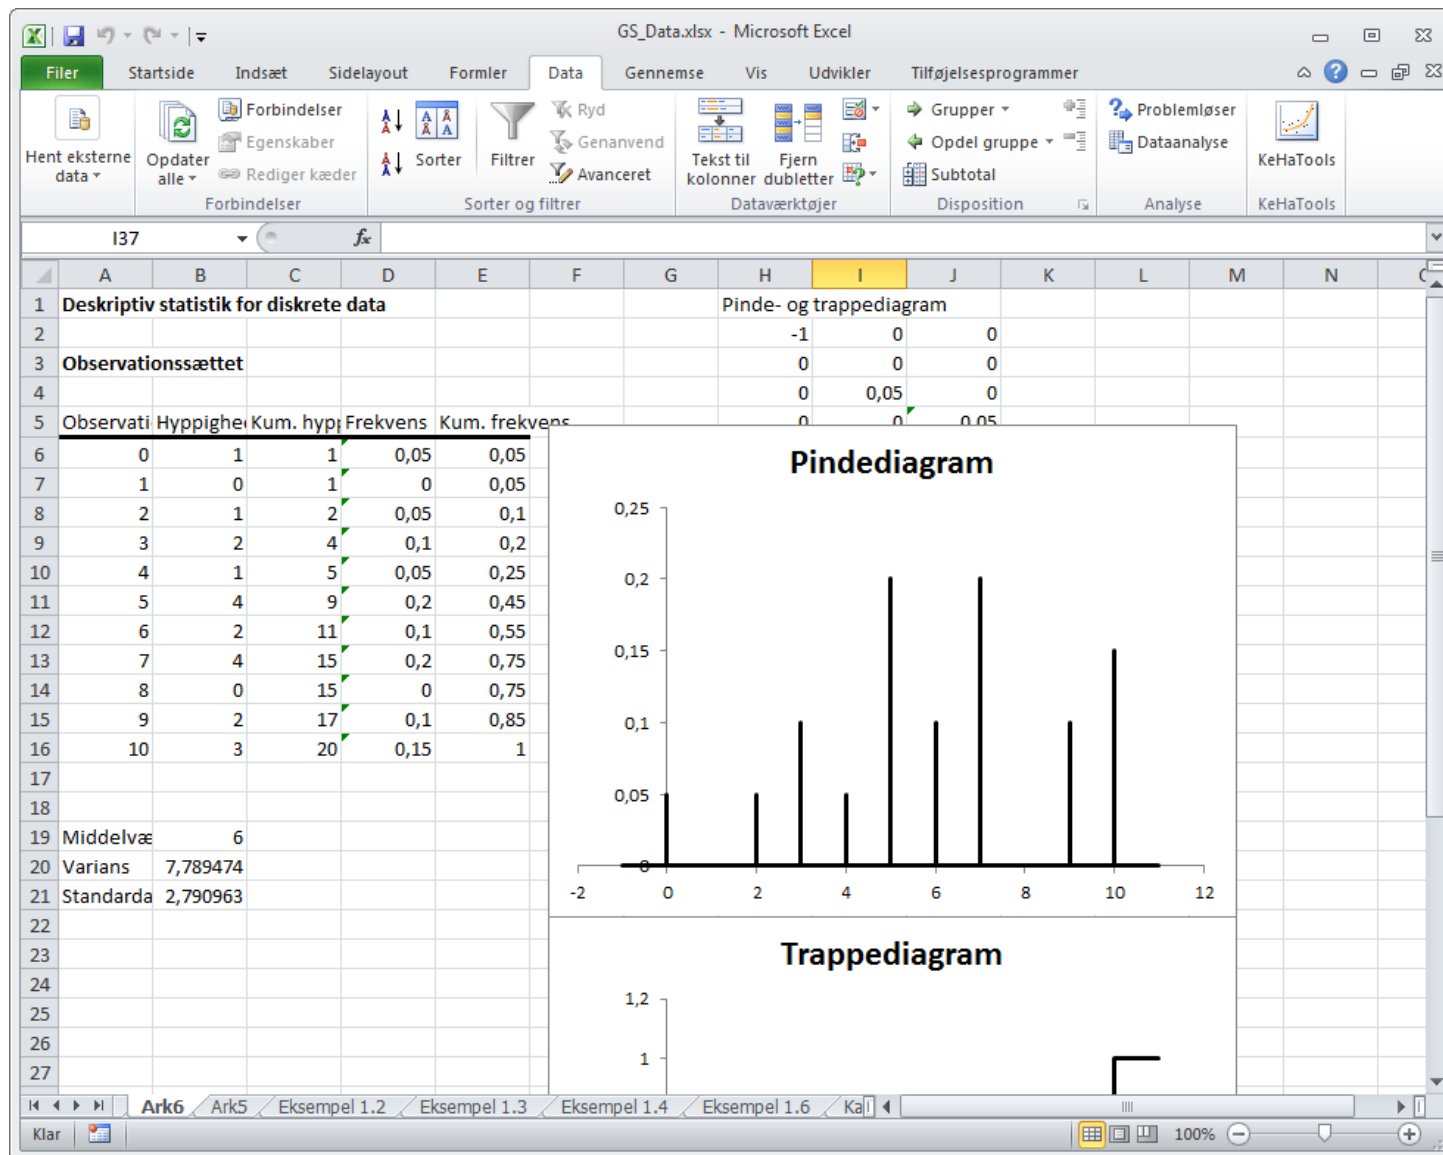 GS_Data.xlsx - Microsoft Excel
Filer Startside Indsæt Sidelayout Formler Data Gennemse Vis Udvikler Tilføjelsesprogrammer
Hent eksterne data
Opdater alle
Forbindelser
Egenskaber
Rediger kæder
Forbindelser
Sorter
Filtrer
Ryd
Genanvend
Avanceret
Sorter og filtrer
Tekst til kolonner
Fjern dubletter
Dataværktøjer
Grupper
Opdel gruppe
Subtotal
Disposition
Problemløser
Dataanalyse
Analyse
KeHaTools
KeHaTools
I37 fx
A B C D E F G H I J K L M N
1 Deskriptiv statistik for diskrete data Pinde- og trappediagram
2 -1 0 0
3 Observationssættet 0 0 0
4 0 0,05 0
5 Observati Hyppighe Kum. hyp Frekvens Kum. frekvens 0 0 0,05
6 0 1 1 0,05 0,05
7 1 0 1 0 0,05
8 2 1 2 0,05 0,1
9 3 2 4 0,1 0,2
10 4 1 5 0,05 0,25
11 5 4 9 0,2 0,45
12 6 2 11 0,1 0,55
13 7 4 15 0,2 0,75
14 8 0 15 0 0,75
15 9 2 17 0,1 0,85
16 10 3 20 0,15 1
17
18
19 Middelvæ 6
20 Varians 7,789474
21 Standarda 2,790963
22
23
24
25
26
27
Pindediagram
0,25
0,2
0,15
0,1
0,05
0
-2 0 2 4 6 8 10 12
Trappediagram
1,2
1
Ark6 Ark5 Eksempel 1.2 Eksempel 1.3 Eksempel 1.4 Eksempel 1.6 Ka
Klar 100%